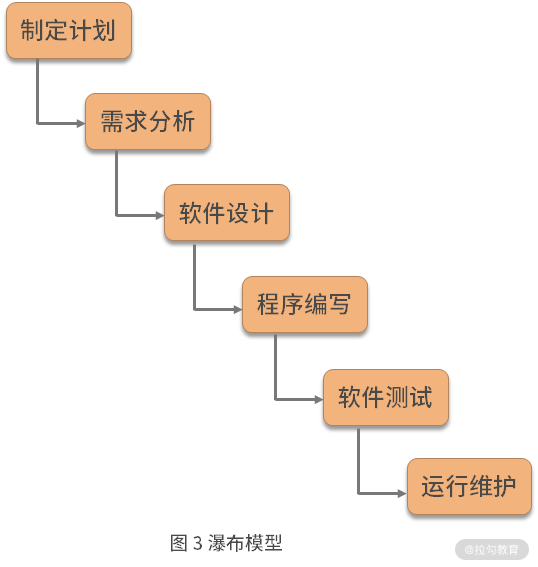 制定计划
需求分析
软件设计
程序编写
软件测试
运行维护
图 3 瀑布模型
@拉勾教育